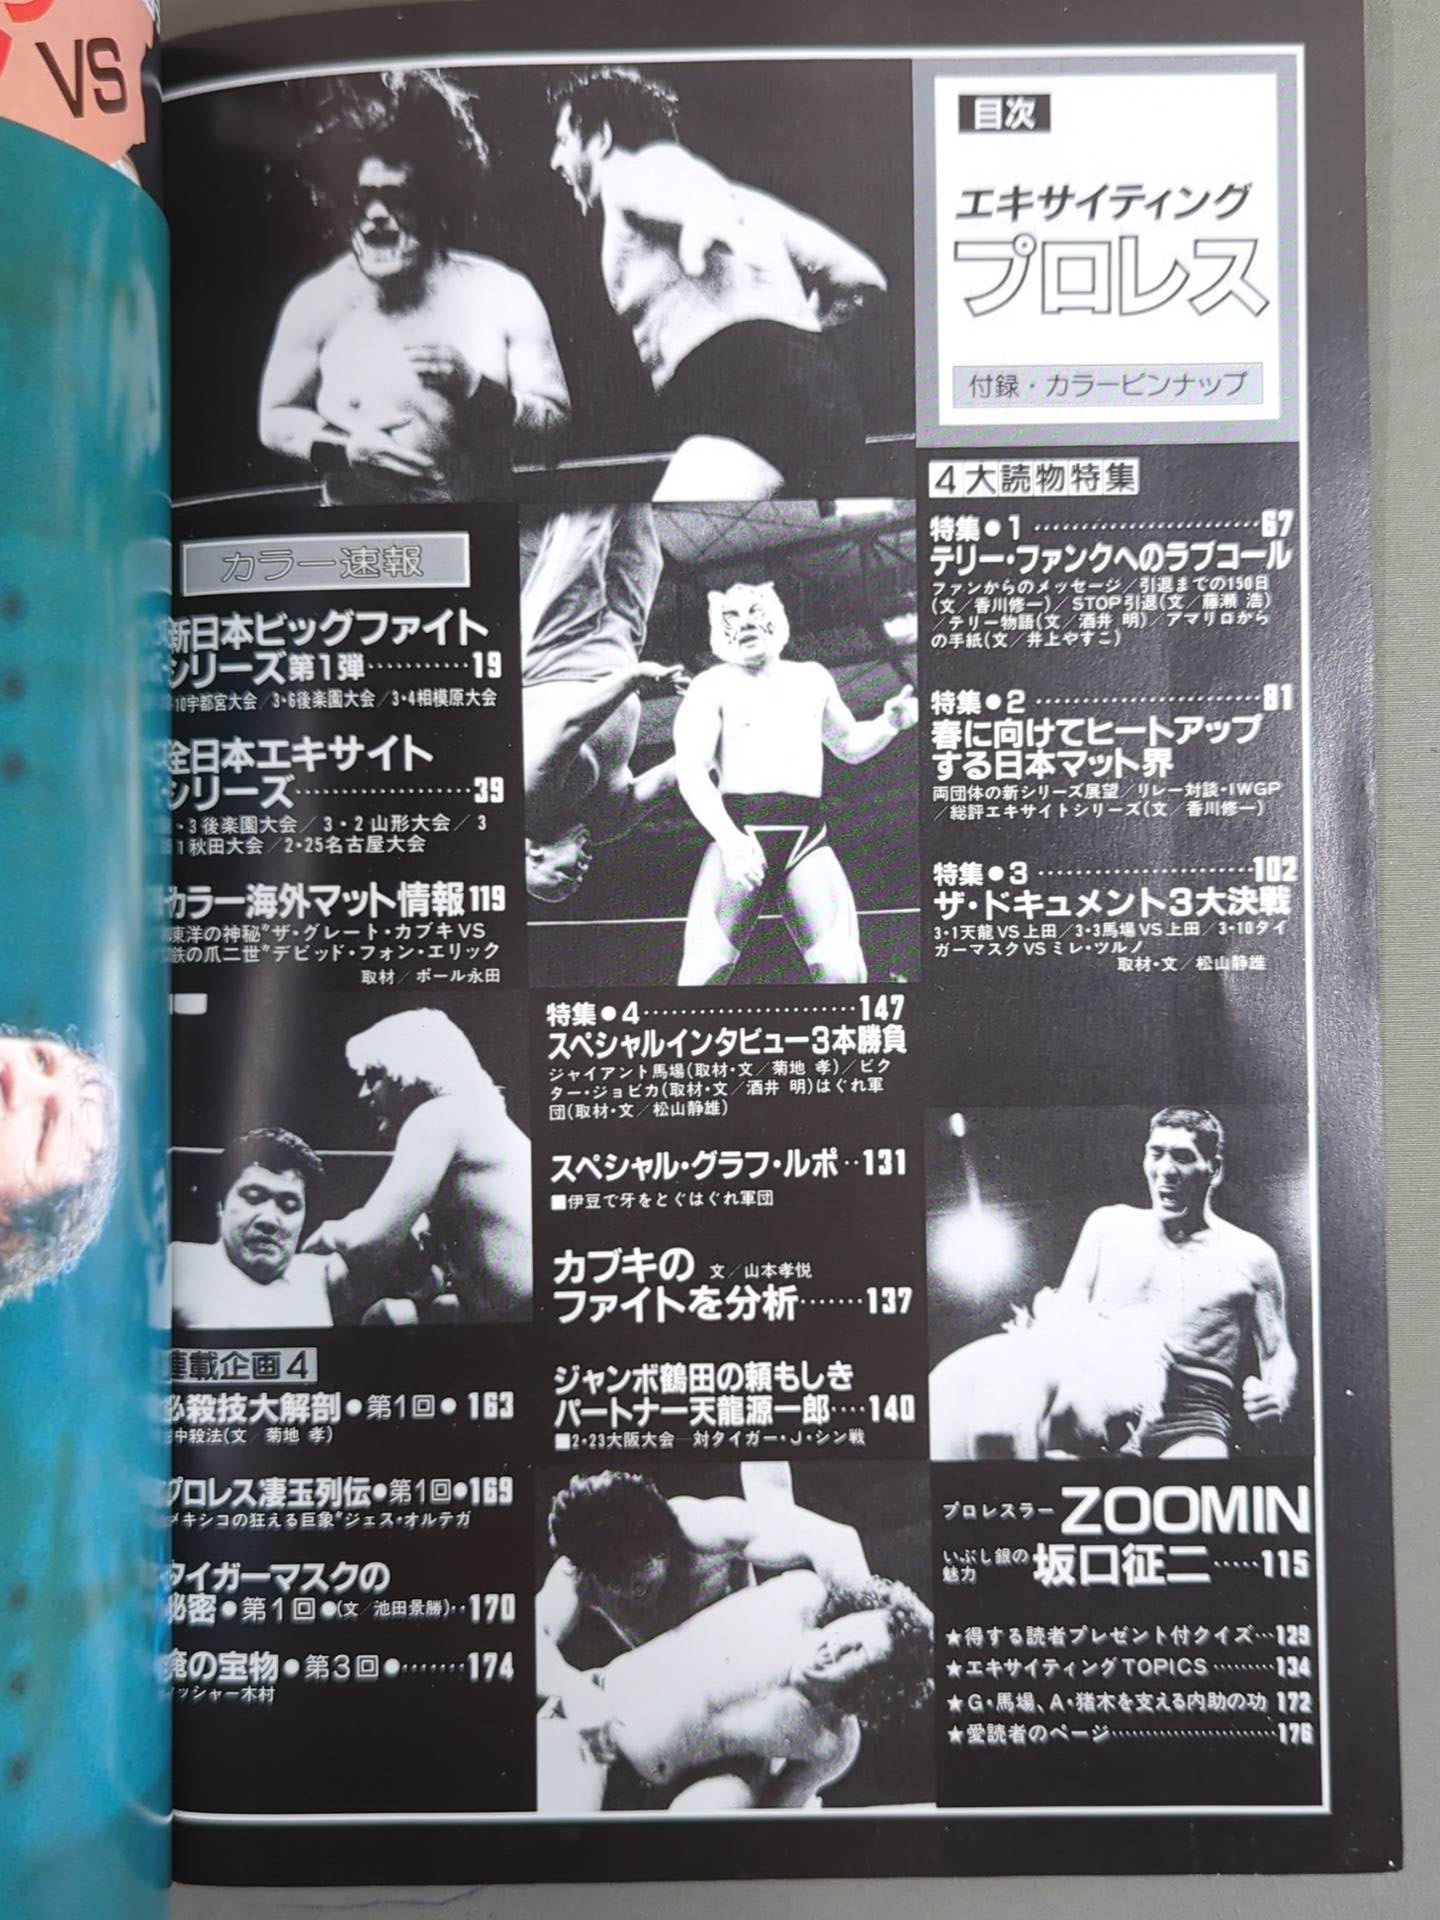 VS
目次
エキサイティング
プロレス
付録・カラーピンナップ
カラー速報
新日本ビッグファイト
シリーズ第1弾…………19
10宇都宮大会／3・6後楽園大会／3・4相模原大会
全日本エキサイト
シリーズ…………………39
・3後楽園大会／3・2山形大会／3
1秋田大会／2・25名古屋大会
カラー海外マット情報119
東洋の神秘”ザ・グレート・カブキVS
鉄の爪二世”デビッド・フォン・エリック
取材／ポール永田
連載企画4
必殺技大解剖●第1回●163
中殺法(文／菊地 孝)
プロレス凄玉列伝●第1回●169
メキシコの狂える巨象”ジェス・オルテガ
タイガーマスクの
秘密●第1回●(文／池田景勝)‥170
俺の宝物●第3回●………174
ッシャー木村
特集●4……………………147
スペシャルインタビュー3本勝負
ジャイアント馬場(取材・文／菊地 孝)／ビク
ター・ジョビカ(取材・文／酒井 明)はぐれ軍
団(取材・文／松山静雄)
スペシャル・グラフ・ルポ‥131
■伊豆で牙をとぐはぐれ軍団
カブキの 文／山本孝悦
ファイトを分析………137
ジャンボ鶴田の頼もしき
パートナー天龍源一郎‥‥140
■2・23大阪大会―対タイガー・J・シン戦
4大読物特集
特集●1………………………67
テリー・ファンクへのラブコール
ファンからのメッセージ／引退までの150日
(文／香川修一)／STOP引退(文／藤瀬 浩)
／テリー物語(文／酒井 明)／アマリロから
の手紙(文／井上やすこ)
特集●2………………………81
春に向けてヒートアップ
する日本マット界
両団体の新シリーズ展望／リレー対談・IWGP
／総評エキサイトシリーズ(文／香川修一)
特集●3………………………102
ザ・ドキュメント3大決戦
3・1天龍VS上田／3・3馬場VS上田／3・10タイ
ガーマスクVSミレ・ツルノ
取材・文／松山静雄
プロレスラー ZOOMIN
いぶし銀の魅力 坂口征二‥‥‥115
★得する読者プレゼント付クイズ…129
★エキサイティングTOPICS………134
★G・馬場、A・猪木を支える内助の功 172
★愛読者のページ……………………176